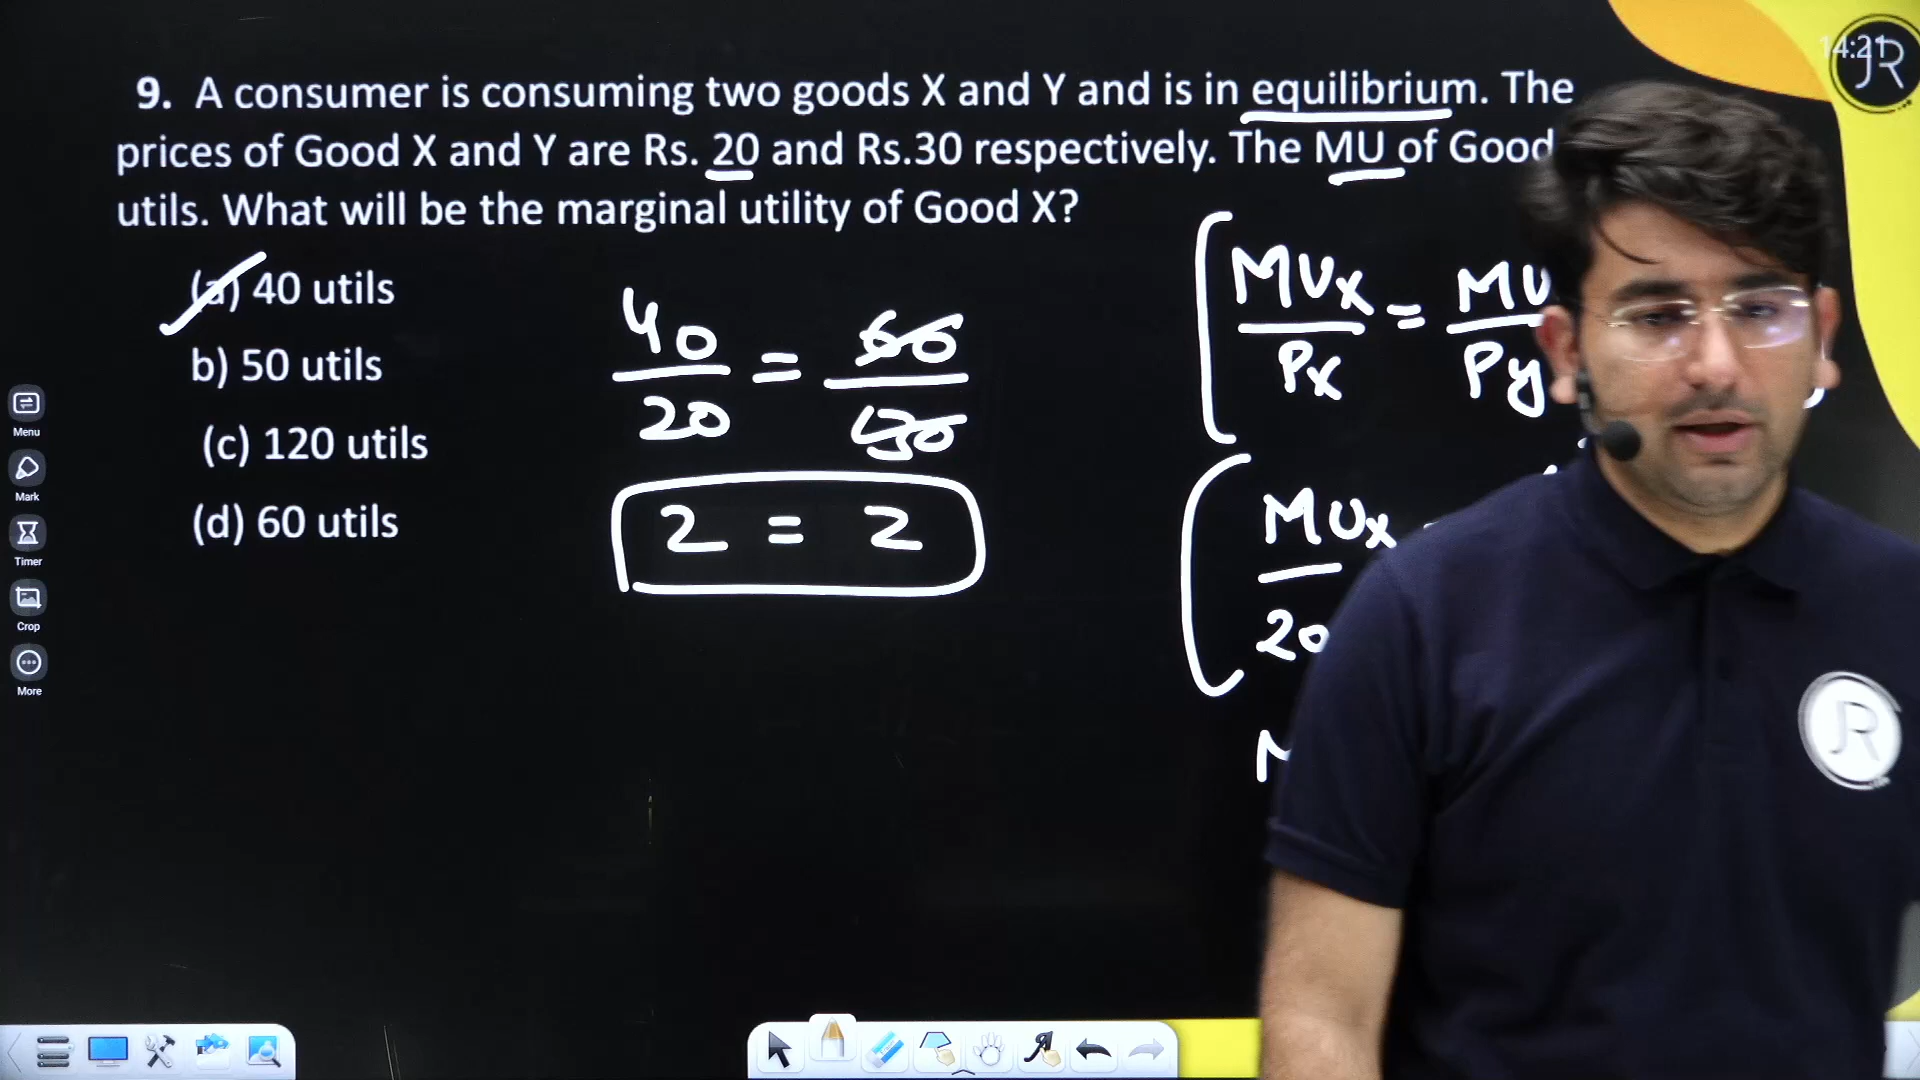 14:21
JR
9. A consumer is consuming two goods X and Y and is in equilibrium. The
prices of Good X and Y are Rs. 20 and Rs.30 respectively. The MU of Good
utils. What will be the marginal utility of Good X?
(a) 40 utils
b) 50 utils
(c) 120 utils
(d) 60 utils
40/20 = 60/30
2 = 2
MUx/Px = MU/Py
MUx
20
Menu
Mark
Timer
Crop
More
JR